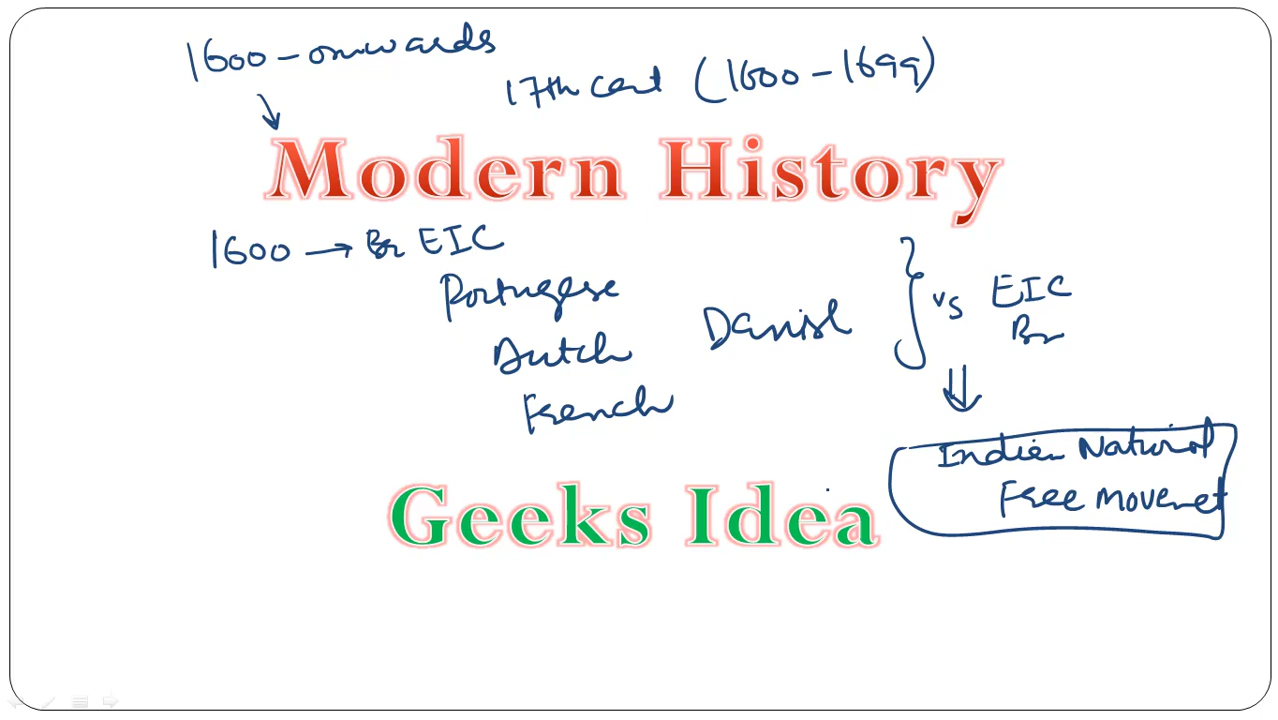 1600 - onwards
17th cent (1600 - 1699)
Modern History
1600 → Br EIC
Portugese
Dutch
French
Danish
} vs EIC
Br
Indian National
Free movemet
Geeks Idea